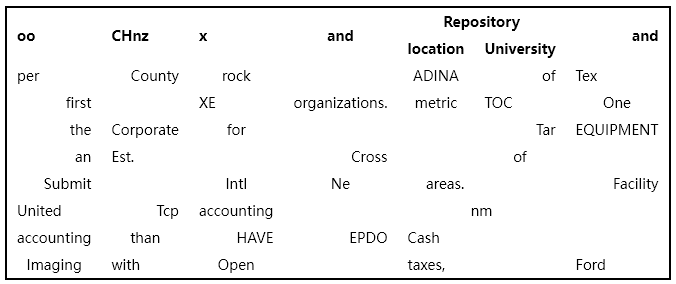 Repository
oo CHnz x and and
location University
per County rock ADINA of Tex
first XE organizations. metric TOC One
the Corporate for Tar EQUIPMENT
an Est. Cross of
Submit Intl Ne areas. Facility
United Tcp accounting nm
accounting than HAVE EPDO Cash
Imaging with Open taxes, Ford